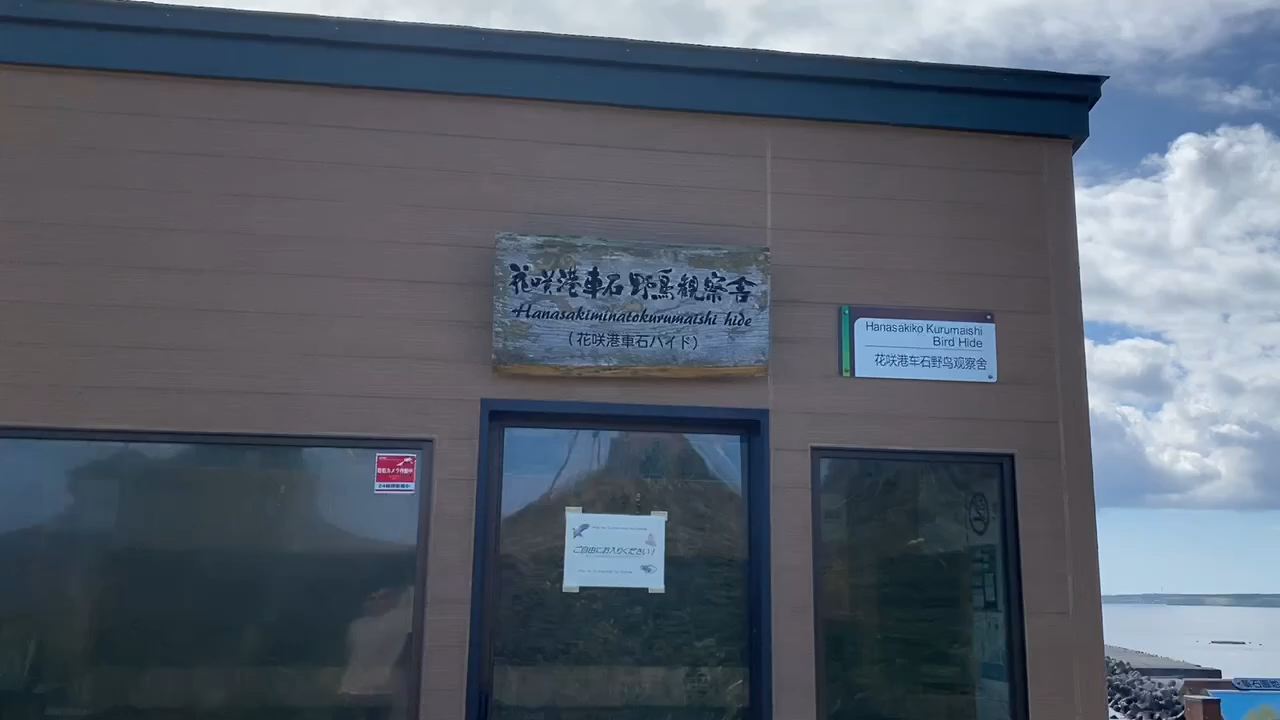 花咲港車石野鳥観察舎
Hanasakiminatokurumaishi hide
(花咲港車石ハイド)
Hanasakiko Kurumaishi
Bird Hide
花咲港车石野鸟观察舍
ご自由にお入りください!